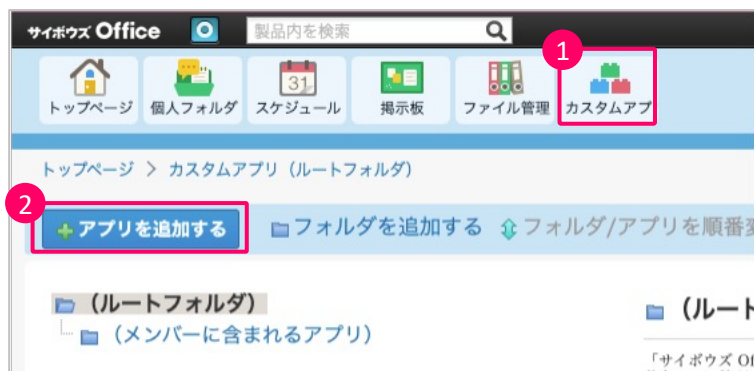 サイボウズ Office 製品内を検索
1
31
トップページ 個人フォルダ スケジュール 掲示板 ファイル管理 カスタムアプ
トップページ > カスタムアプリ（ルートフォルダ）
2
+ アプリを追加する フォルダを追加する フォルダ/アプリを順番変
（ルートフォルダ） （ルート
（メンバーに含まれるアプリ）
「サイボウズ Of